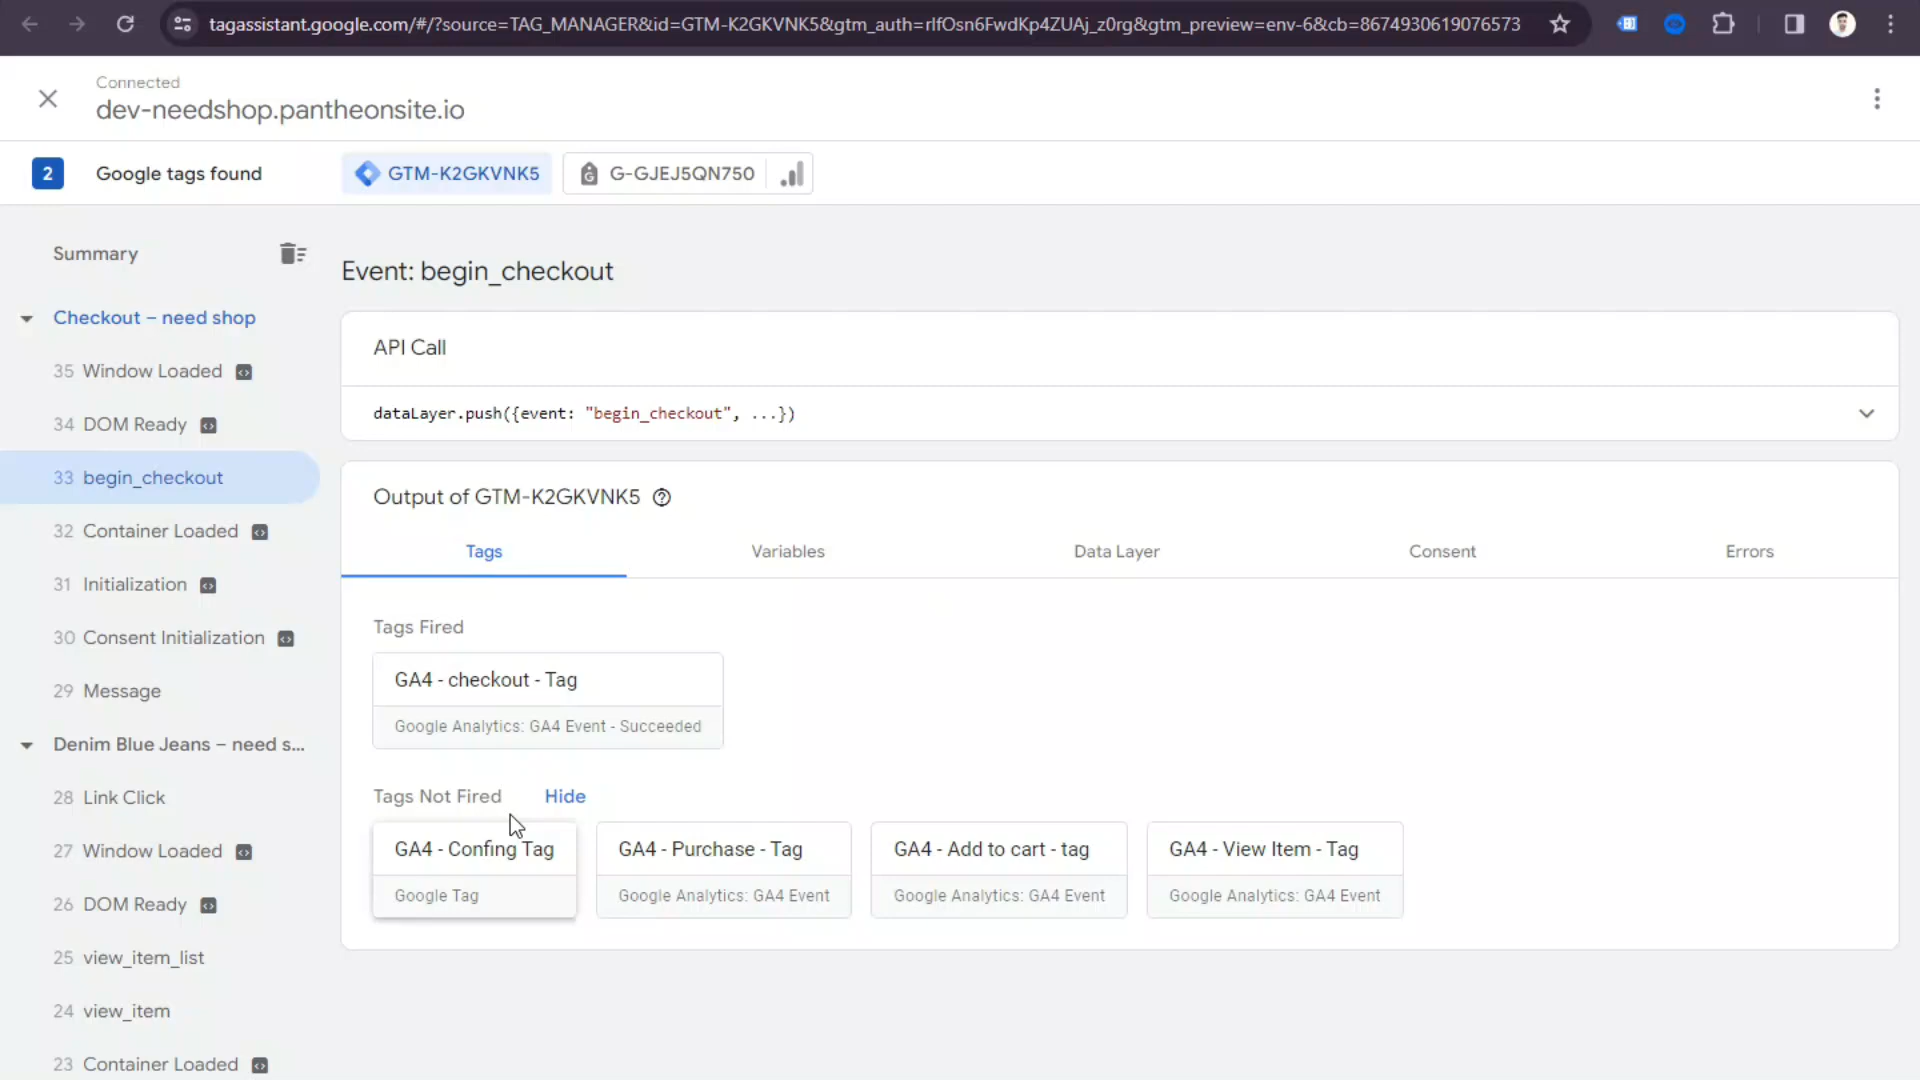 tagassistant.google.com/#/?source=TAG_MANAGER&id=GTM-K2GKVNK5&gtm_auth=rlfOsn6FwdKp4ZUAj_z0rg&gtm_preview=env-6&cb=8674930619076573
Connected
dev-needshop.pantheonsite.io
2 Google tags found GTM-K2GKVNK5 G-GJEJ5QN750
Summary
Checkout – need shop
35 Window Loaded
34 DOM Ready
33 begin_checkout
32 Container Loaded
31 Initialization
30 Consent Initialization
29 Message
Denim Blue Jeans – need s...
28 Link Click
27 Window Loaded
26 DOM Ready
25 view_item_list
24 view_item
23 Container Loaded
Event: begin_checkout
API Call
dataLayer.push({event: "begin_checkout", ...})
Output of GTM-K2GKVNK5
Tags Variables Data Layer Consent Errors
Tags Fired
GA4 - checkout - Tag
Google Analytics: GA4 Event - Succeeded
Tags Not Fired Hide
GA4 - Confing Tag
Google Tag
GA4 - Purchase - Tag
Google Analytics: GA4 Event
GA4 - Add to cart - tag
Google Analytics: GA4 Event
GA4 - View Item - Tag
Google Analytics: GA4 Event